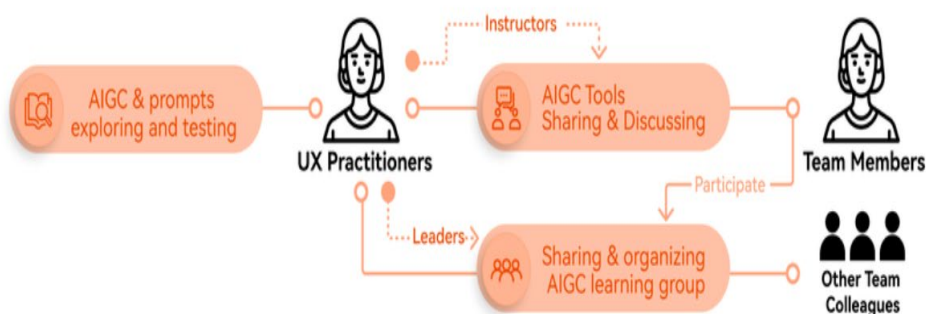 Instructors
AIGC & prompts
exploring and testing
AIGC Tools
Sharing & Discussing
UX Practitioners
Team Members
Participate
Leaders
Sharing & organizing
AIGC learning group
Other Team
Colleagues